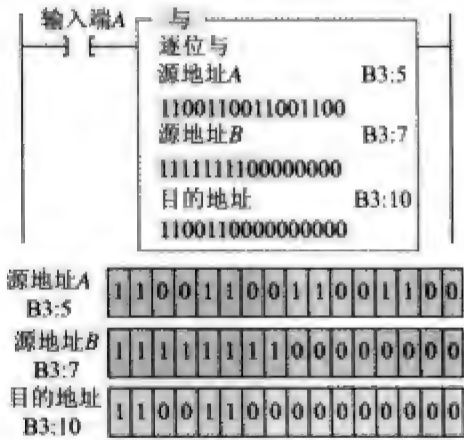 输入端A
与
逐位与
源地址A B3:5
1100110011001100
源地址B B3:7
1111111100000000
目的地址 B3:10
1100110000000000
源地址A 1 1 0 0 1 1 0 0 1 1 0 0 1 1 0 0
B3:5
源地址B 1 1 1 1 1 1 1 1 0 0 0 0 0 0 0 0
B3:7
目的地址 1 1 0 0 1 1 0 0 0 0 0 0 0 0 0 0
B3:10